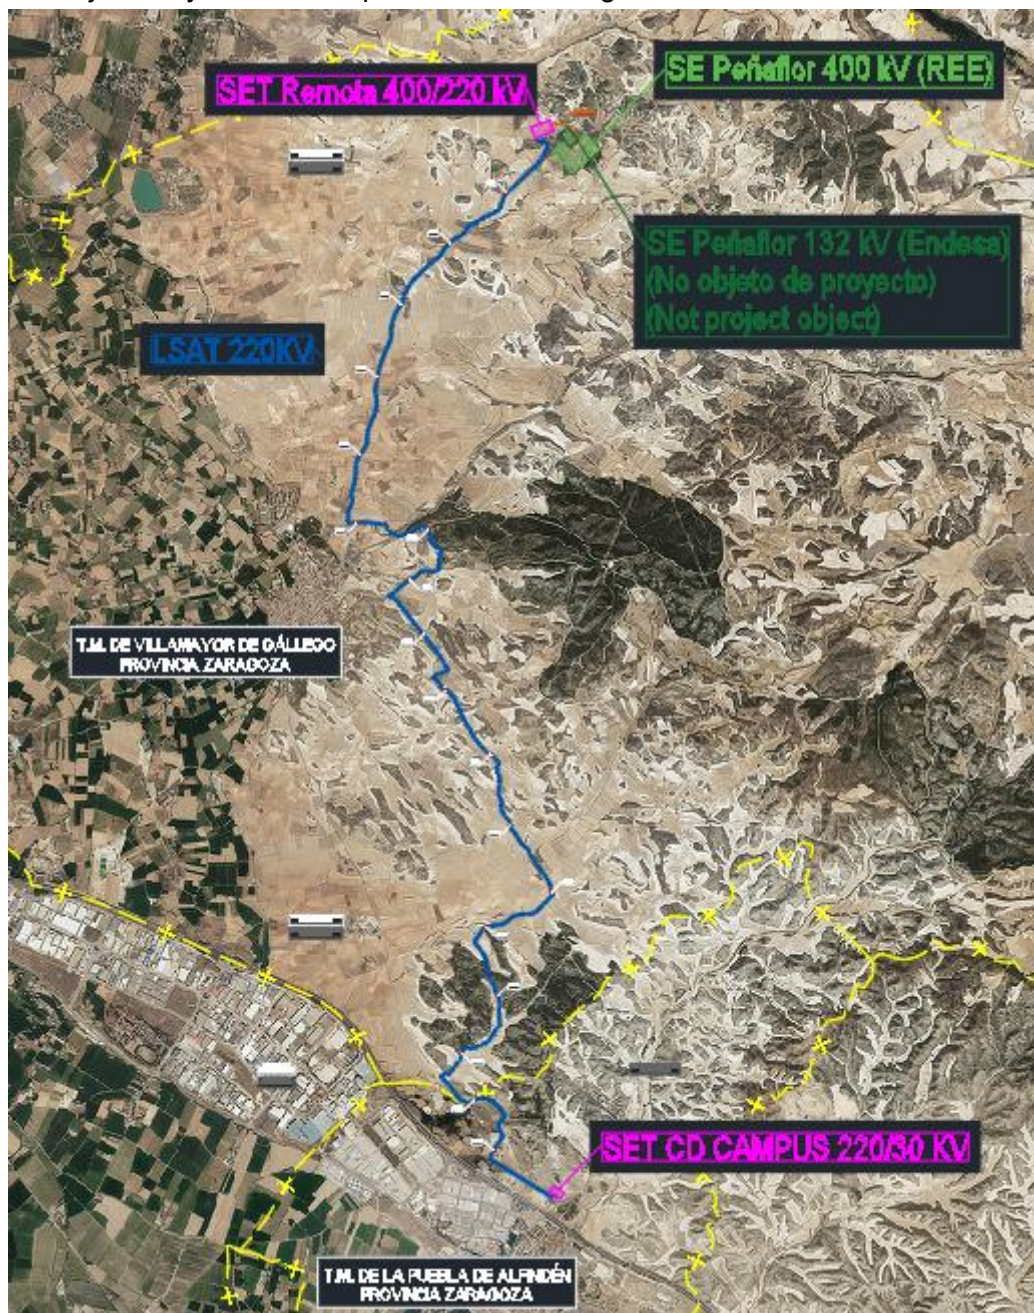 SE Peñaflor 400 kV (REE)
SET Remota 400/220 kV
SE Peñaflor 132 kV (Endesa)
(No objeto de proyecto)
(Not project object)
LSAT 220KV
T.M. DE VILLAMAYOR DE GÁLLEGO
PROVINCIA ZARAGOZA
SET CD CAMPUS 220/30 KV
T.M. DE LA PUEBLA DE ALFINDÉN
PROVINCIA ZARAGOZA